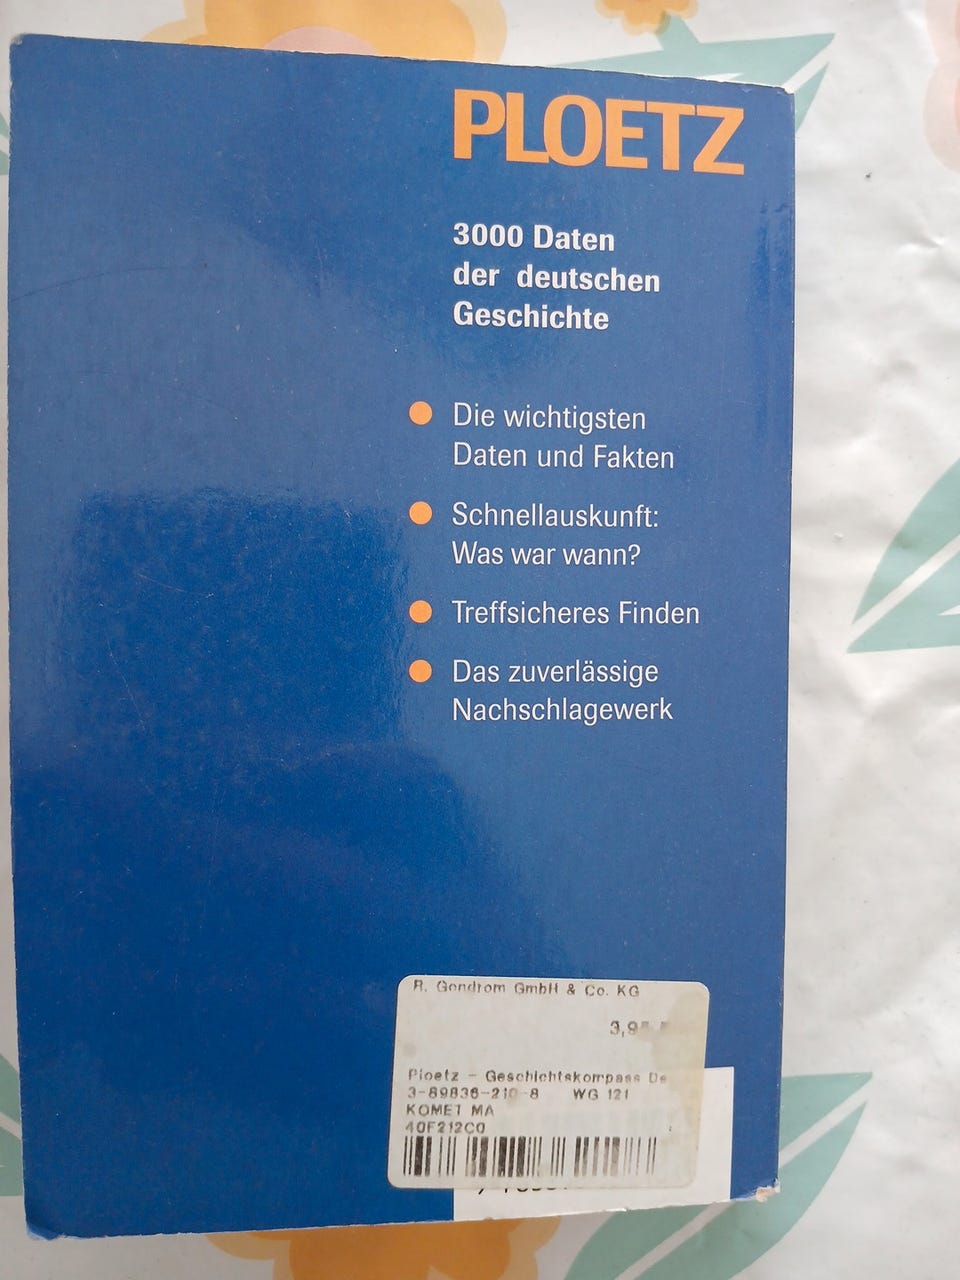 PLOETZ
3000 Daten
der deutschen
Geschichte
Die wichtigsten
Daten und Fakten
Schnellauskunft:
Was war wann?
Treffsicheres Finden
Das zuverlässige
Nachschlagewerk
R. Gondrom GmbH & Co. KG
Ploetz - Geschichtskompass De
3-89836-210-8 WG 121
KOMET MA
40F212C0